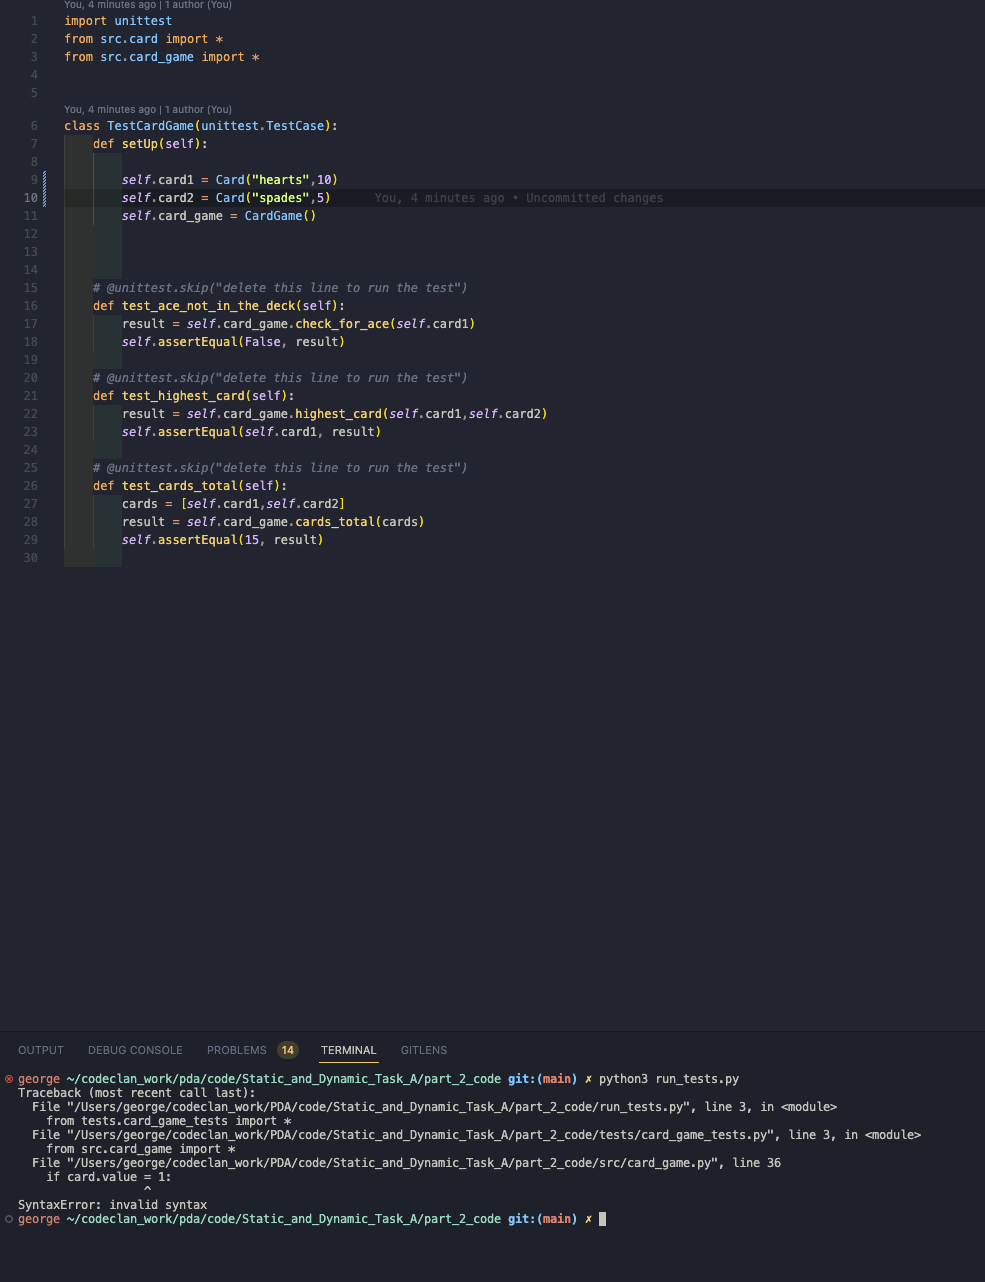 You, 4 minutes ago | 1 author (You)
1 import unittest
2 from src.card import *
3 from src.card_game import *
4
5
You, 4 minutes ago | 1 author (You)
6 class TestCardGame(unittest.TestCase):
7 def setUp(self):
8
9 self.card1 = Card("hearts",10)
10 self.card2 = Card("spades",5) You, 4 minutes ago • Uncommitted changes
11 self.card_game = CardGame()
12
13
14
15 # @unittest.skip("delete this line to run the test")
16 def test_ace_not_in_the_deck(self):
17 result = self.card_game.check_for_ace(self.card1)
18 self.assertEqual(False, result)
19
20 # @unittest.skip("delete this line to run the test")
21 def test_highest_card(self):
22 result = self.card_game.highest_card(self.card1,self.card2)
23 self.assertEqual(self.card1, result)
24
25 # @unittest.skip("delete this line to run the test")
26 def test_cards_total(self):
27 cards = [self.card1,self.card2]
28 result = self.card_game.cards_total(cards)
29 self.assertEqual(15, result)
30
OUTPUT DEBUG CONSOLE PROBLEMS 14 TERMINAL GITLENS
george ~/codeclan_work/pda/code/Static_and_Dynamic_Task_A/part_2_code git:(main) ✗ python3 run_tests.py
Traceback (most recent call last):
File "/Users/george/codeclan_work/PDA/code/Static_and_Dynamic_Task_A/part_2_code/run_tests.py", line 3, in <module>
from tests.card_game_tests import *
File "/Users/george/codeclan_work/PDA/code/Static_and_Dynamic_Task_A/part_2_code/tests/card_game_tests.py", line 3, in <module>
from src.card_game import *
File "/Users/george/codeclan_work/PDA/code/Static_and_Dynamic_Task_A/part_2_code/src/card_game.py", line 36
if card.value = 1:
^
SyntaxError: invalid syntax
george ~/codeclan_work/pda/code/Static_and_Dynamic_Task_A/part_2_code git:(main) ✗